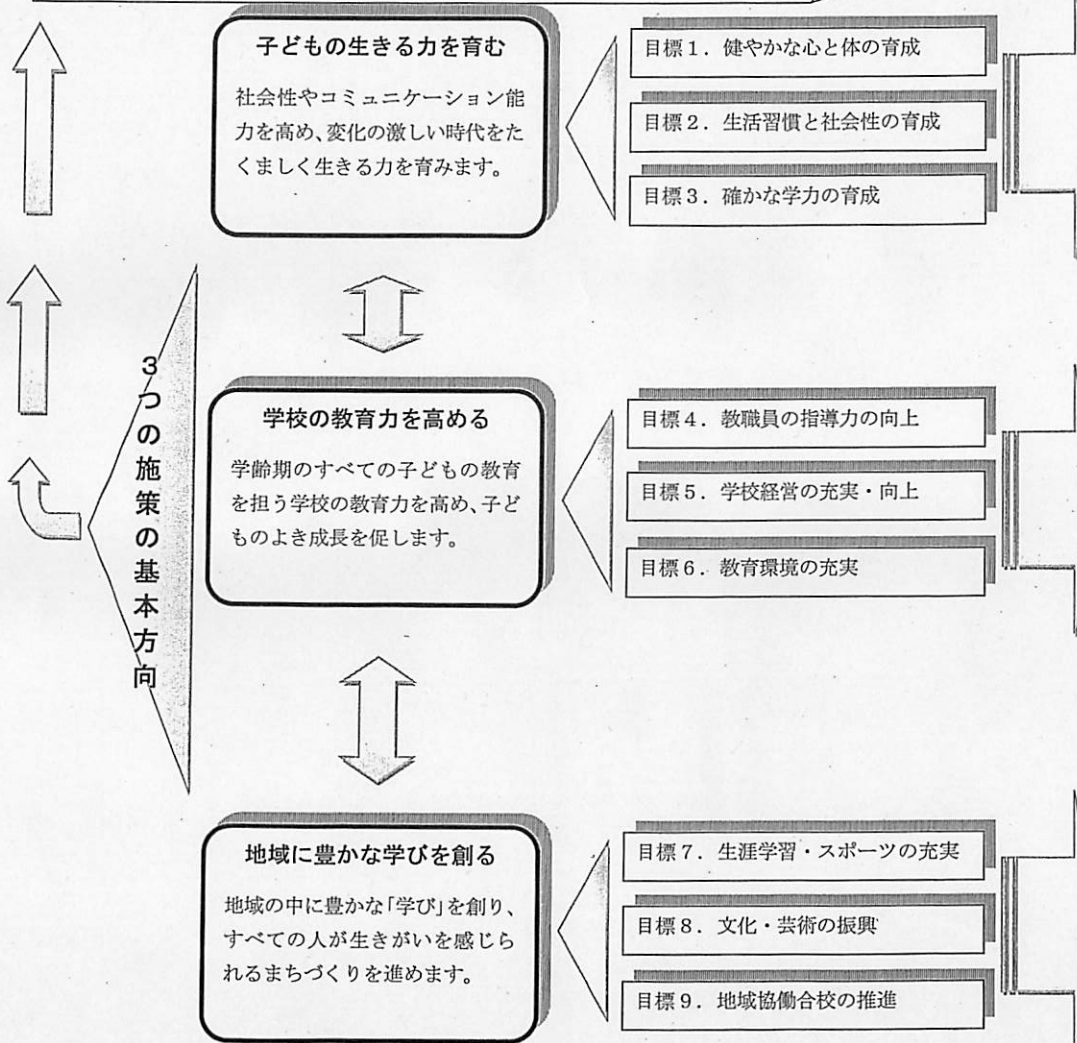 子どもの生きる力を育む
社会性やコミュニケーション能
力を高め、変化の激しい時代をた
くましく生きる力を育みます。
目標1．健やかな心と体の育成
目標2．生活習慣と社会性の育成
目標3．確かな学力の育成
3つの施策の基本方向
学校の教育力を高める
学齢期のすべての子どもの教育
を担う学校の教育力を高め、子ど
ものよき成長を促します。
目標4．教職員の指導力の向上
目標5．学校経営の充実・向上
目標6．教育環境の充実
地域に豊かな学びを創る
地域の中に豊かな「学び」を創り、
すべての人が生きがいを感じら
れるまちづくりを進めます。
目標7．生涯学習・スポーツの充実
目標8．文化・芸術の振興
目標9．地域協働合校の推進